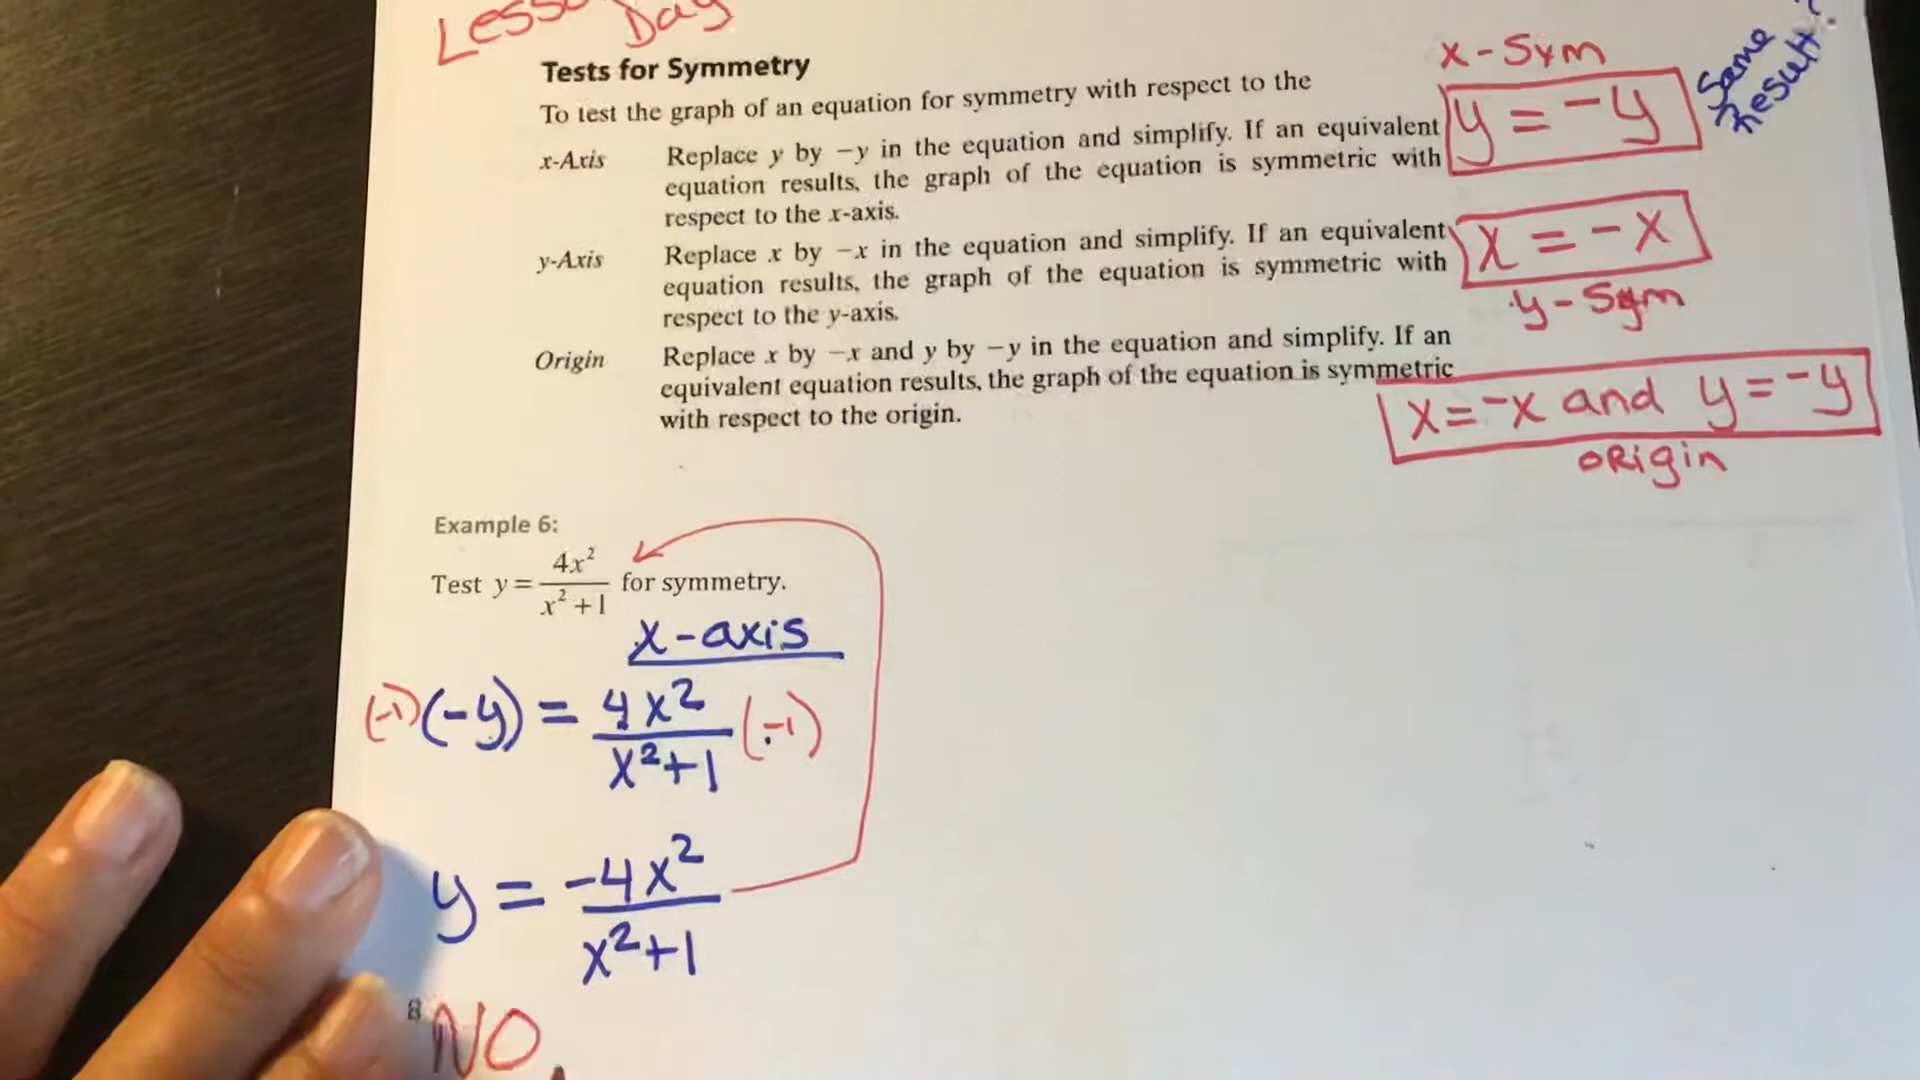 Day
Tests for Symmetry
To test the graph of an equation for symmetry with respect to the
x-Axis Replace y by −y in the equation and simplify. If an equivalent
equation results, the graph of the equation is symmetric with
respect to the x-axis.
y-Axis Replace x by −x in the equation and simplify. If an equivalent
equation results, the graph of the equation is symmetric with
respect to the y-axis.
Origin Replace x by −x and y by −y in the equation and simplify. If an
equivalent equation results, the graph of the equation is symmetric
with respect to the origin.
x-Sym
y = -y
Same
Result?
x = -x
y-Sym
x=-x and y=-y
ORigin
Example 6:
Test y = 4x²/(x² + 1) for symmetry.
x-axis
(-1)(-y) = 4x²/(x²+1) (-1)
y = -4x²/(x²+1)
8
NO